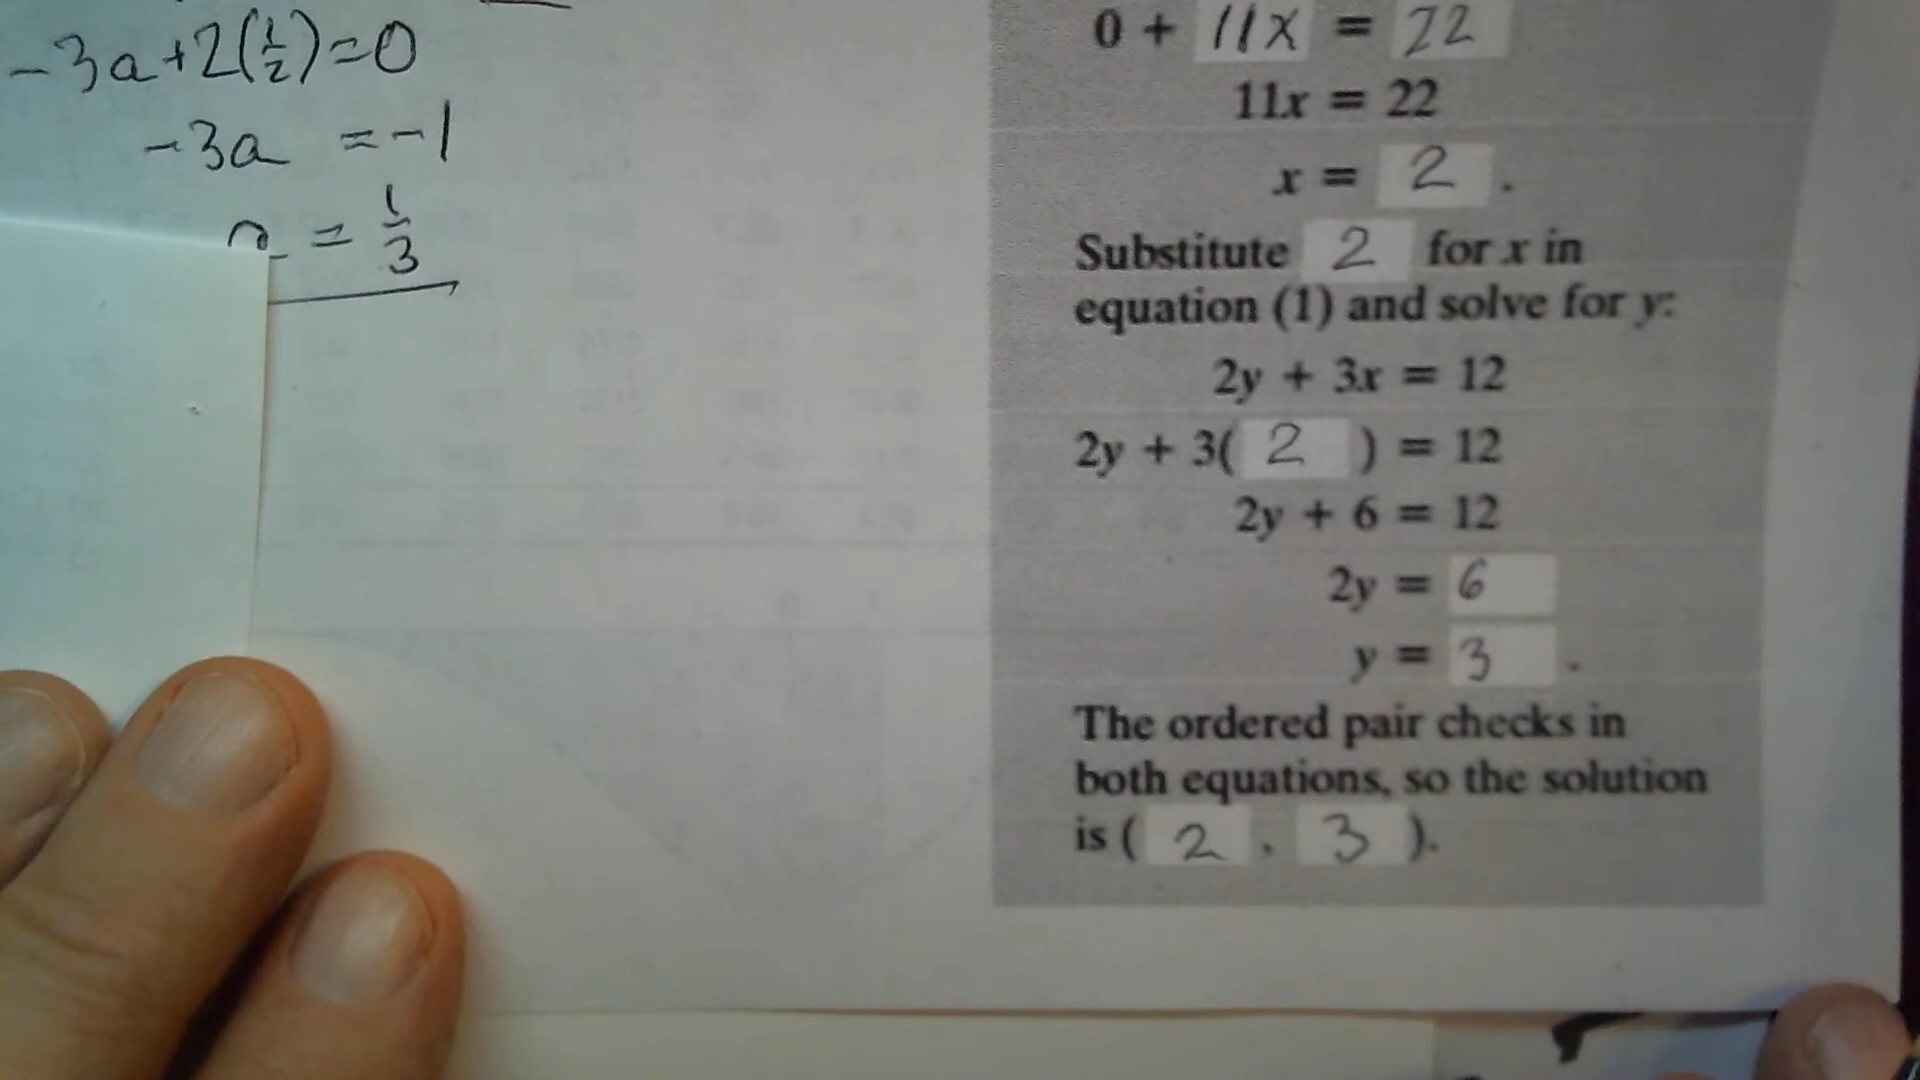 -3a+2(1/2)=0
-3a = -1
a = 1/3
0 + 11x = 22
11x = 22
x = 2 .
Substitute 2 for x in
equation (1) and solve for y:
2y + 3x = 12
2y + 3( 2 ) = 12
2y + 6 = 12
2y = 6
y = 3 .
The ordered pair checks in
both equations, so the solution
is ( 2 , 3 ).